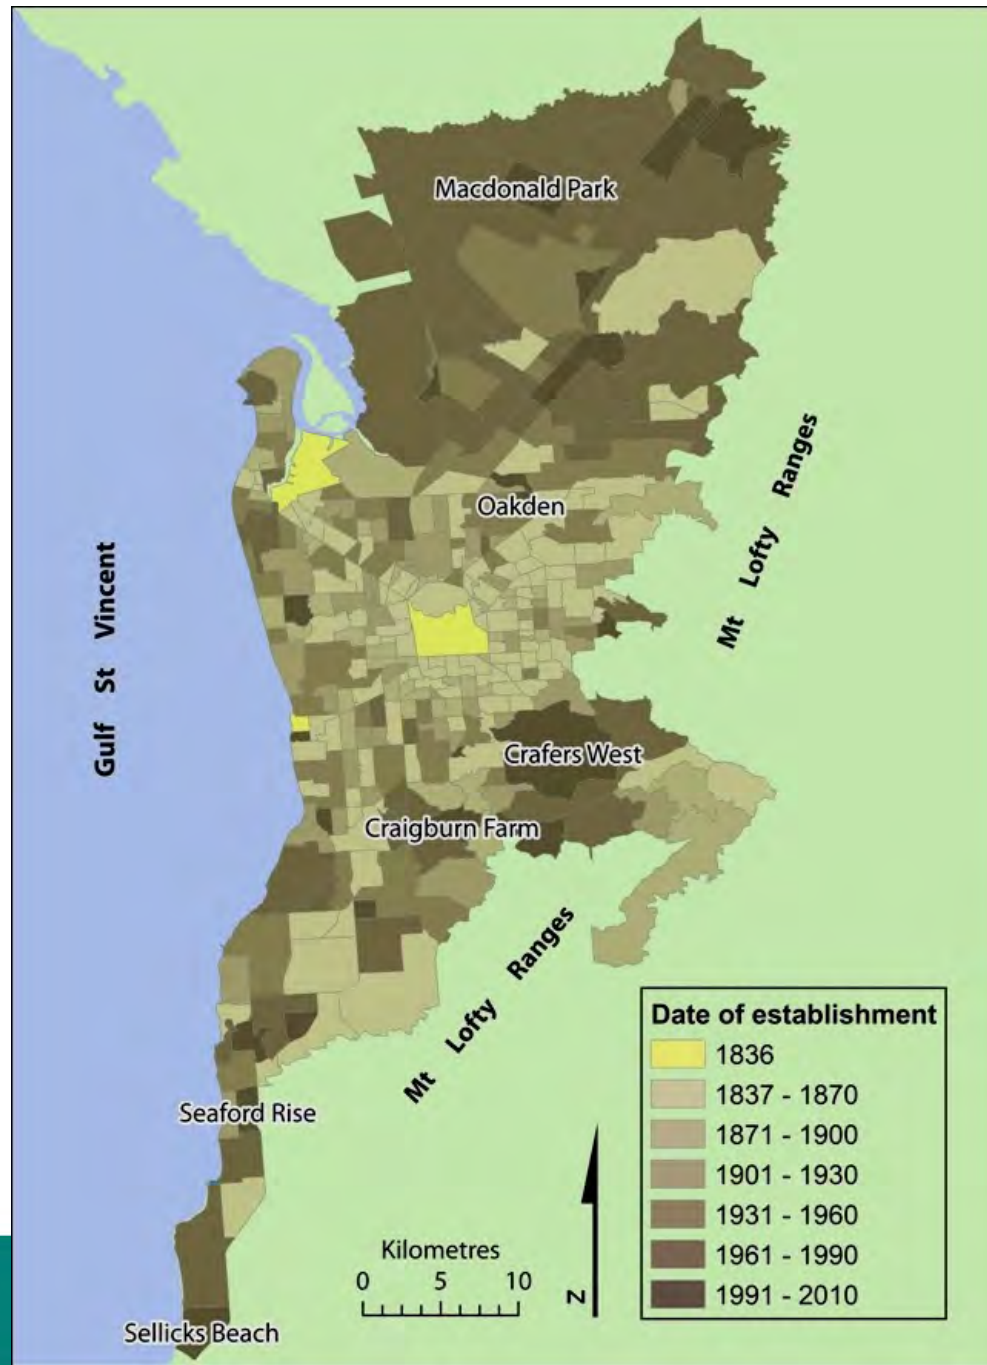 Macdonald Park
Oakden
Mt Lofty Ranges
Gulf St Vincent
Crafers West
Craigburn Farm
Mt Lofty Ranges
Seaford Rise
Sellicks Beach
Kilometres
0 5 10
N
Date of establishment
1836
1837 - 1870
1871 - 1900
1901 - 1930
1931 - 1960
1961 - 1990
1991 - 2010